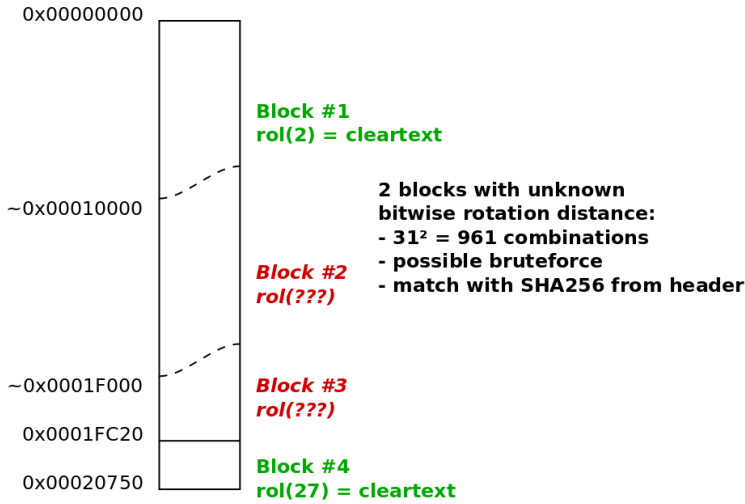 0x00000000
Block #1
rol(2) = cleartext
~0x00010000
2 blocks with unknown
bitwise rotation distance:
- 31² = 961 combinations
- possible bruteforce
- match with SHA256 from header
Block #2
rol(???)
~0x0001F000
Block #3
rol(???)
0x0001FC20
Block #4
rol(27) = cleartext
0x00020750